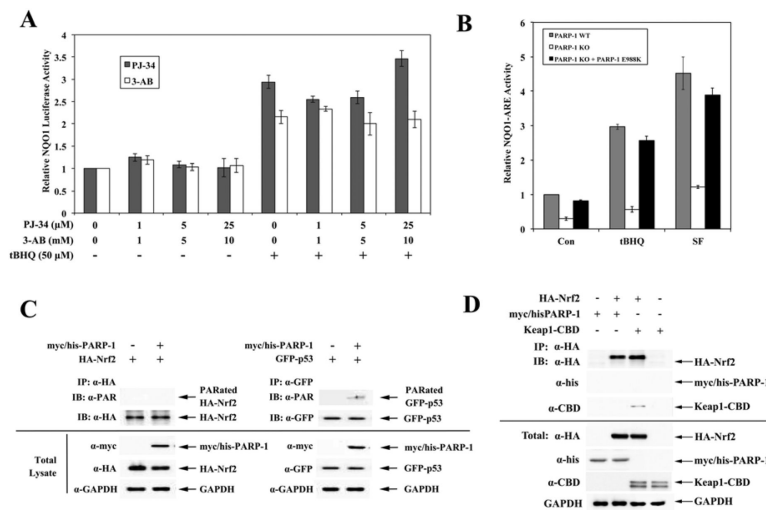 A
Relative NQO1 Luciferase Activity
4
3.5
3
2.5
2
1.5
1
0.5
0
PJ-34
3-AB
PJ-34 (μM) 0 1 5 25 0 1 5 25
3-AB (mM) 0 1 5 10 0 1 5 10
tBHQ (50 μM) - - - - + + + +
B
Relative NQO1-ARE Activity
6
5
4
3
2
1
0
PARP-1 WT
PARP-1 KO
PARP-1 KO + PARP-1 E988K
Con tBHQ SF
C
myc/his-PARP-1 - +
HA-Nrf2 + +
IP: α-HA
IB: α-PAR
PARated
HA-Nrf2
IB: α-HA
HA-Nrf2
myc/his-PARP-1 - +
GFP-p53 + +
IP: α-GFP
IB: α-PAR
PARated
GFP-p53
IB: α-GFP
GFP-p53
Total
Lysate
α-myc
myc/his-PARP-1
α-HA
HA-Nrf2
α-GAPDH
GAPDH
α-myc
myc/his-PARP-1
α-GFP
GFP-p53
α-GAPDH
GAPDH
D
HA-Nrf2 - + + -
myc/hisPARP-1 + + - -
Keap1-CBD - - + +
IP: α-HA
IB: α-HA
HA-Nrf2
α-his
myc/his-PARP-1
α-CBD
Keap1-CBD
Total: α-HA
HA-Nrf2
α-his
myc/his-PARP-1
α-CBD
Keap1-CBD
GAPDH
GAPDH